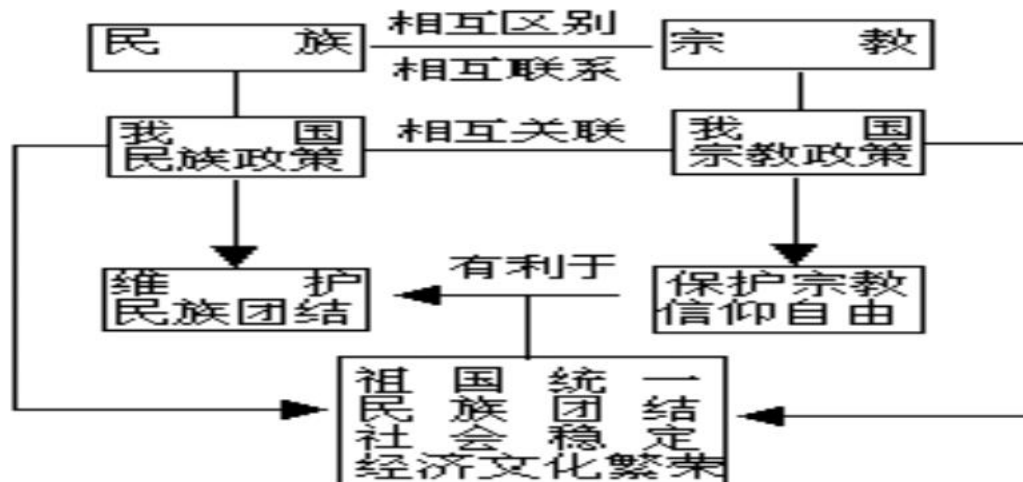 民族
相互区别
宗教
相互联系
我国
民族政策
相互关联
我国
宗教政策
维护
民族团结
有利于
保护宗教
信仰自由
祖国统一
民族团结
社会稳定
经济文化繁荣